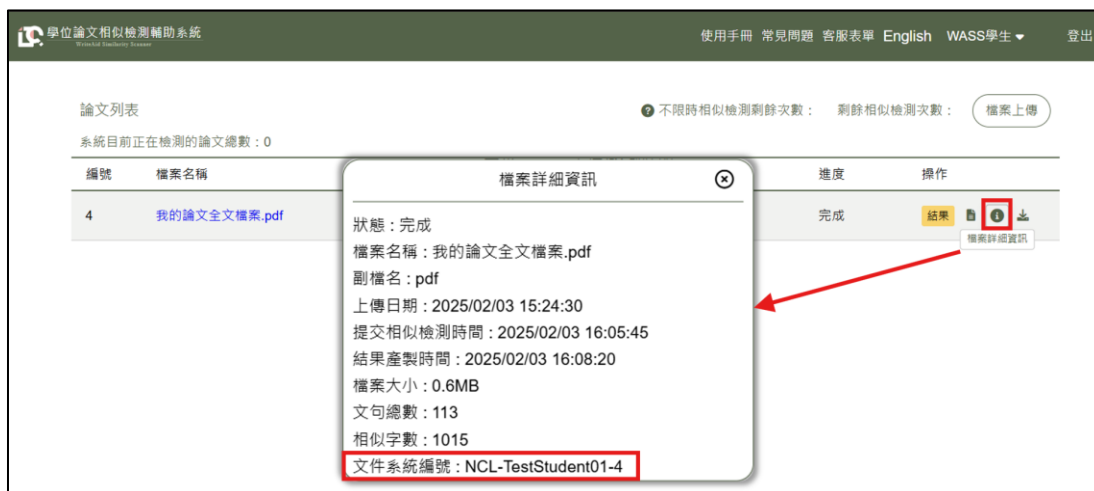 學位論文相似檢測輔助系統
使用手冊 常見問題 客服表單 English WASS學生
登出
論文列表
不限時相似檢測剩餘次數：
剩餘相似檢測次數：
檔案上傳
系統目前正在檢測的論文總數：0
編號
檔案名稱
進度
操作
4
我的論文全文檔案.pdf
完成
結果
檔案詳細資訊
檔案詳細資訊
狀態：完成
檔案名稱：我的論文全文檔案.pdf
副檔名：pdf
上傳日期：2025/02/03 15:24:30
提交相似檢測時間：2025/02/03 16:05:45
結果產製時間：2025/02/03 16:08:20
檔案大小：0.6MB
文句總數：113
相似字數：1015
文件系統編號：NCL-TestStudent01-4